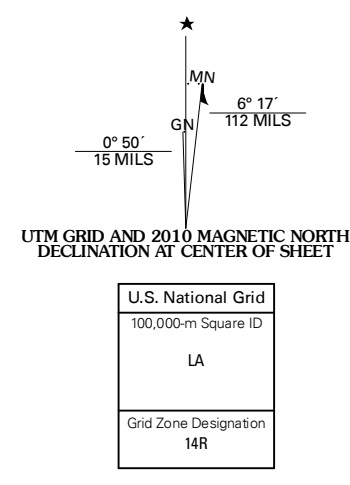 MN
6° 17´
112 MILS
GN
0° 50´
15 MILS
UTM GRID AND 2010 MAGNETIC NORTH
DECLINATION AT CENTER OF SHEET
U.S. National Grid
100,000-m Square ID
LA
Grid Zone Designation
14R